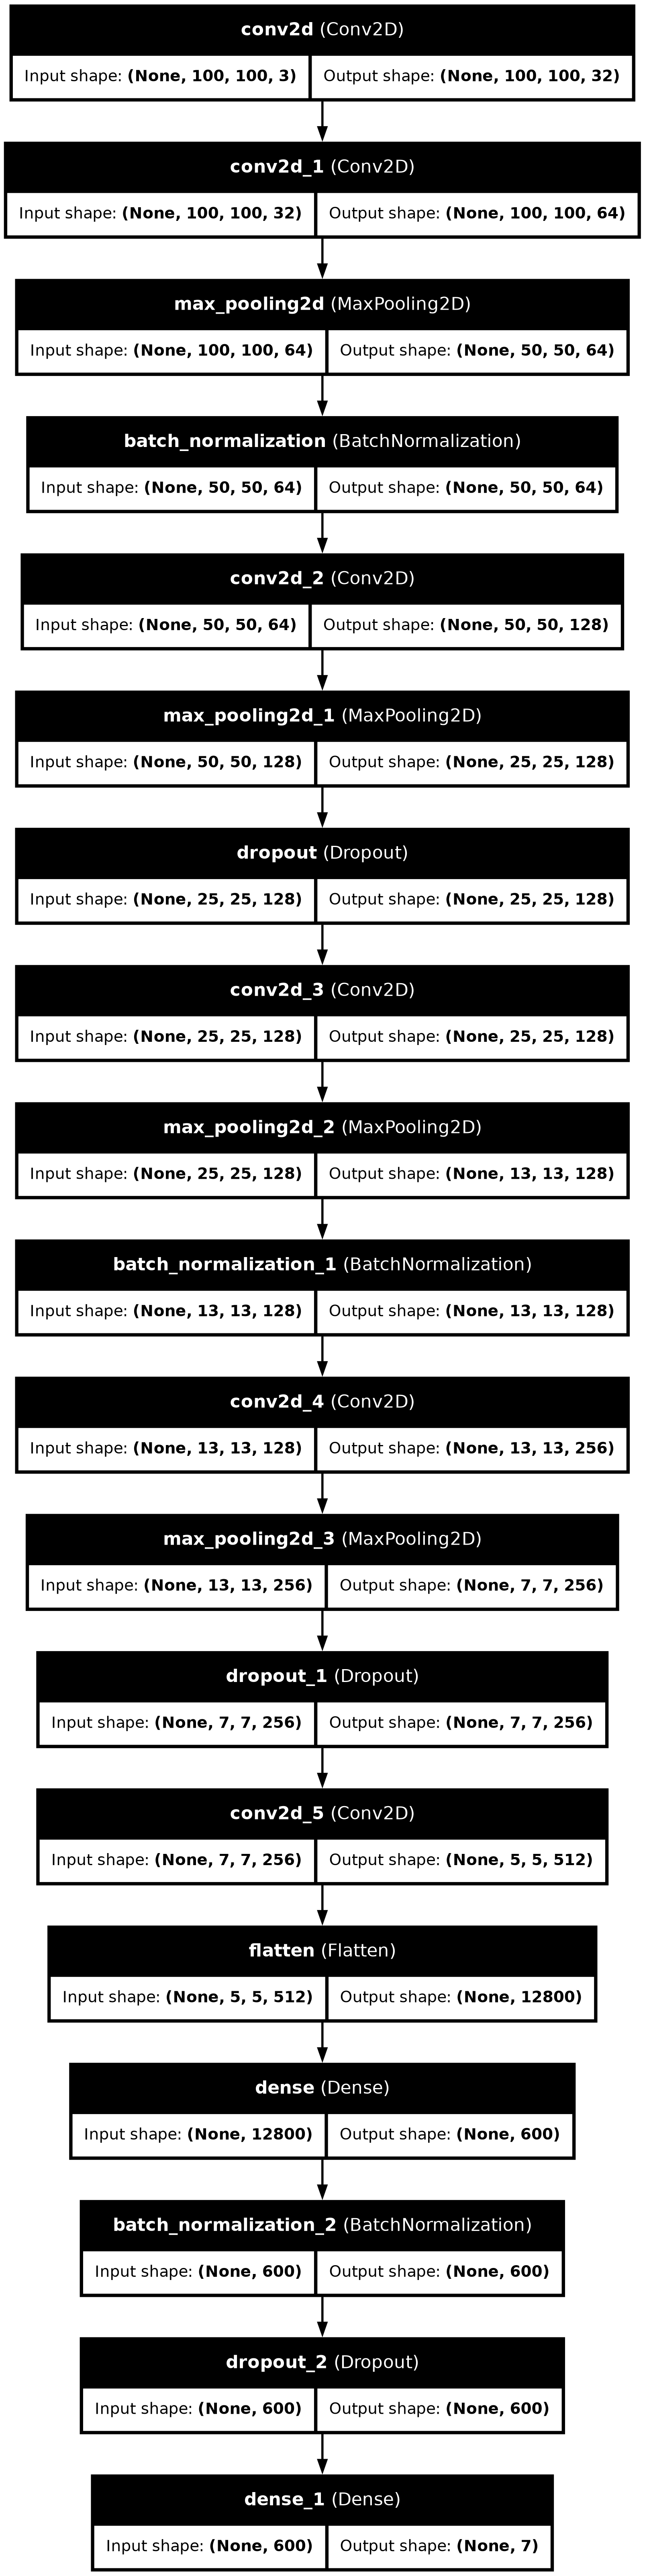 conv2d (Conv2D)
Input shape: (None, 100, 100, 3) Output shape: (None, 100, 100, 32)
conv2d_1 (Conv2D)
Input shape: (None, 100, 100, 32) Output shape: (None, 100, 100, 64)
max_pooling2d (MaxPooling2D)
Input shape: (None, 100, 100, 64) Output shape: (None, 50, 50, 64)
batch_normalization (BatchNormalization)
Input shape: (None, 50, 50, 64) Output shape: (None, 50, 50, 64)
conv2d_2 (Conv2D)
Input shape: (None, 50, 50, 64) Output shape: (None, 50, 50, 128)
max_pooling2d_1 (MaxPooling2D)
Input shape: (None, 50, 50, 128) Output shape: (None, 25, 25, 128)
dropout (Dropout)
Input shape: (None, 25, 25, 128) Output shape: (None, 25, 25, 128)
conv2d_3 (Conv2D)
Input shape: (None, 25, 25, 128) Output shape: (None, 25, 25, 128)
max_pooling2d_2 (MaxPooling2D)
Input shape: (None, 25, 25, 128) Output shape: (None, 13, 13, 128)
batch_normalization_1 (BatchNormalization)
Input shape: (None, 13, 13, 128) Output shape: (None, 13, 13, 128)
conv2d_4 (Conv2D)
Input shape: (None, 13, 13, 128) Output shape: (None, 13, 13, 256)
max_pooling2d_3 (MaxPooling2D)
Input shape: (None, 13, 13, 256) Output shape: (None, 7, 7, 256)
dropout_1 (Dropout)
Input shape: (None, 7, 7, 256) Output shape: (None, 7, 7, 256)
conv2d_5 (Conv2D)
Input shape: (None, 7, 7, 256) Output shape: (None, 5, 5, 512)
flatten (Flatten)
Input shape: (None, 5, 5, 512) Output shape: (None, 12800)
dense (Dense)
Input shape: (None, 12800) Output shape: (None, 600)
batch_normalization_2 (BatchNormalization)
Input shape: (None, 600) Output shape: (None, 600)
dropout_2 (Dropout)
Input shape: (None, 600) Output shape: (None, 600)
dense_1 (Dense)
Input shape: (None, 600) Output shape: (None, 7)